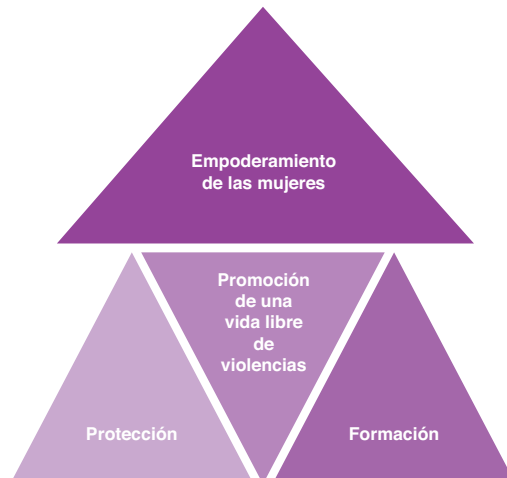 Empoderamiento
de las mujeres
Promoción
de una
vida libre
de
violencias
Protección
Formación